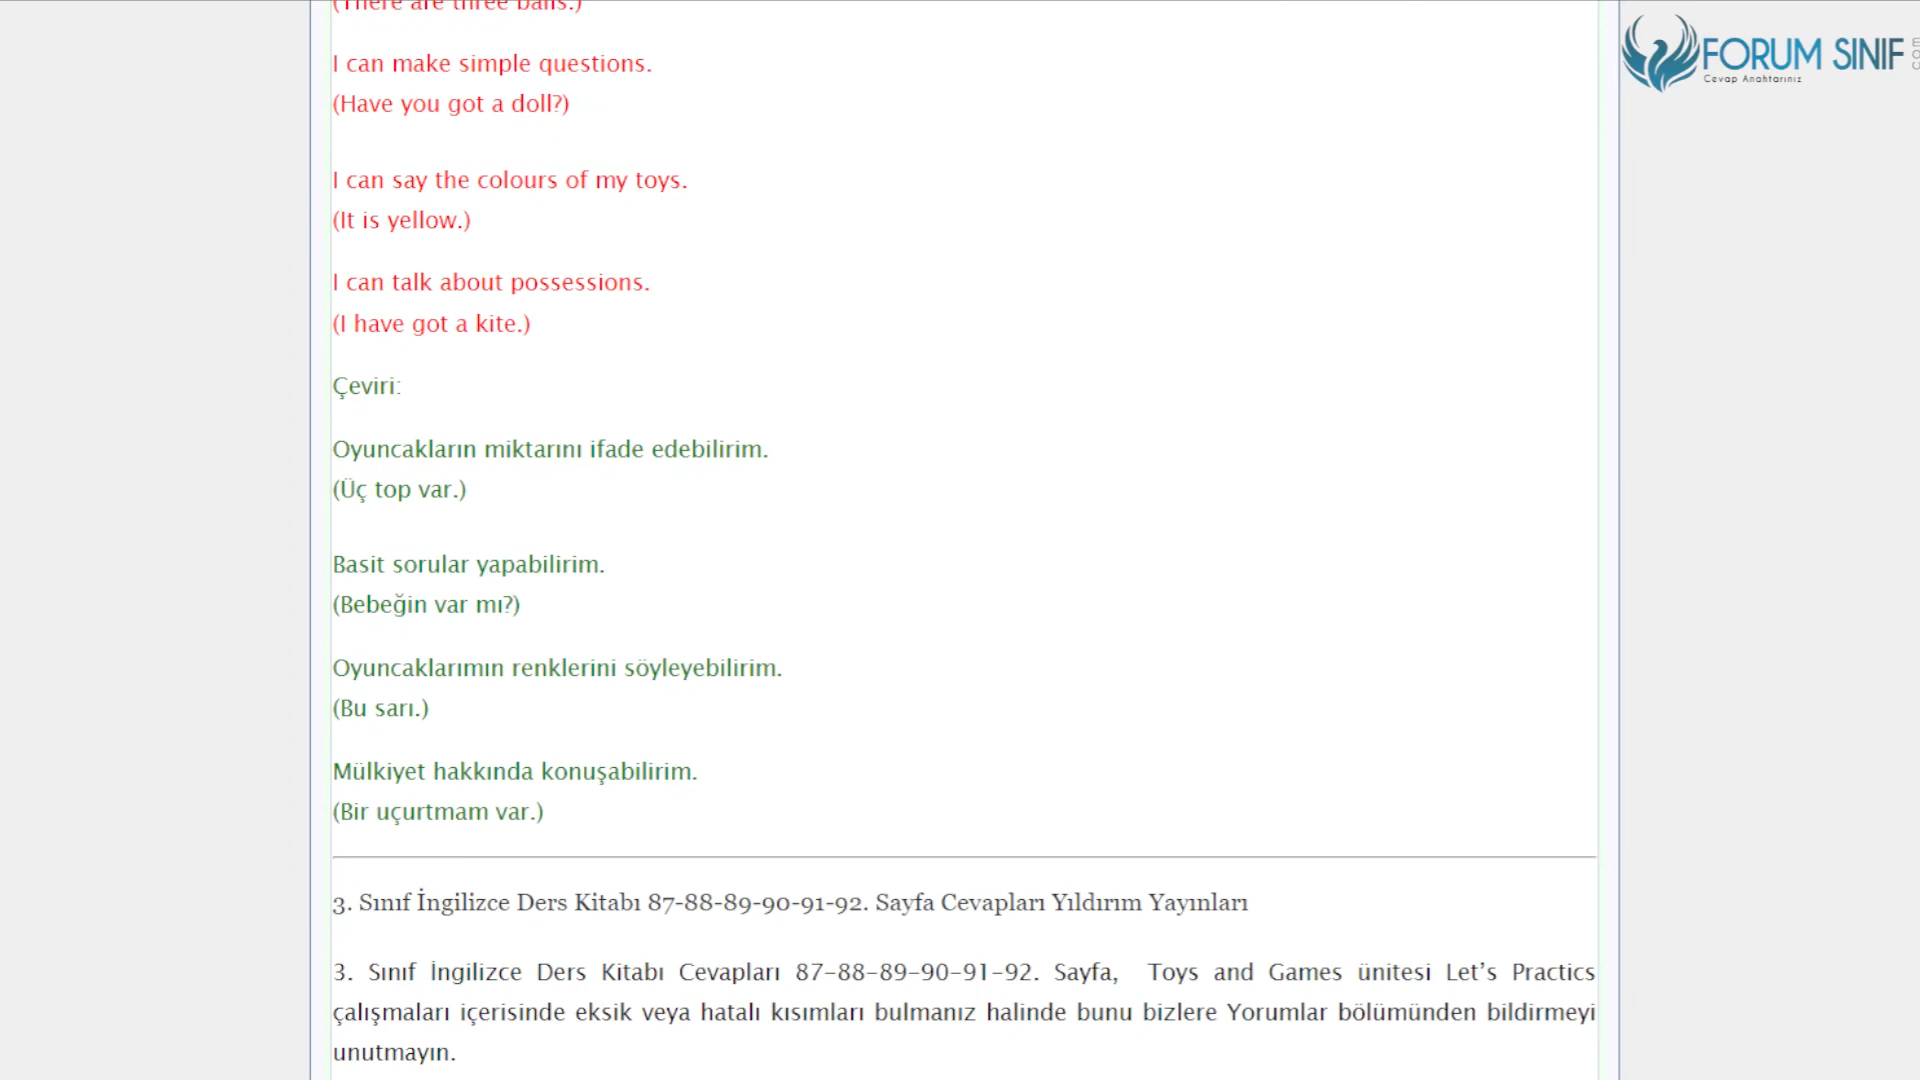 (There are three balls.)
FORUM SINIF
Cevap Anahtarınız
I can make simple questions.
(Have you got a doll?)
I can say the colours of my toys.
(It is yellow.)
I can talk about possessions.
(I have got a kite.)
Çeviri:
Oyuncakların miktarını ifade edebilirim.
(Üç top var.)
Basit sorular yapabilirim.
(Bebeğin var mı?)
Oyuncaklarımın renklerini söyleyebilirim.
(Bu sarı.)
Mülkiyet hakkında konuşabilirim.
(Bir uçurtmam var.)
3. Sınıf İngilizce Ders Kitabı 87-88-89-90-91-92. Sayfa Cevapları Yıldırım Yayınları
3. Sınıf İngilizce Ders Kitabı Cevapları 87–88–89–90–91–92. Sayfa, Toys and Games ünitesi Let’s Practics
çalışmaları içerisinde eksik veya hatalı kısımları bulmanız halinde bunu bizlere Yorumlar bölümünden bildirmeyi
unutmayın.